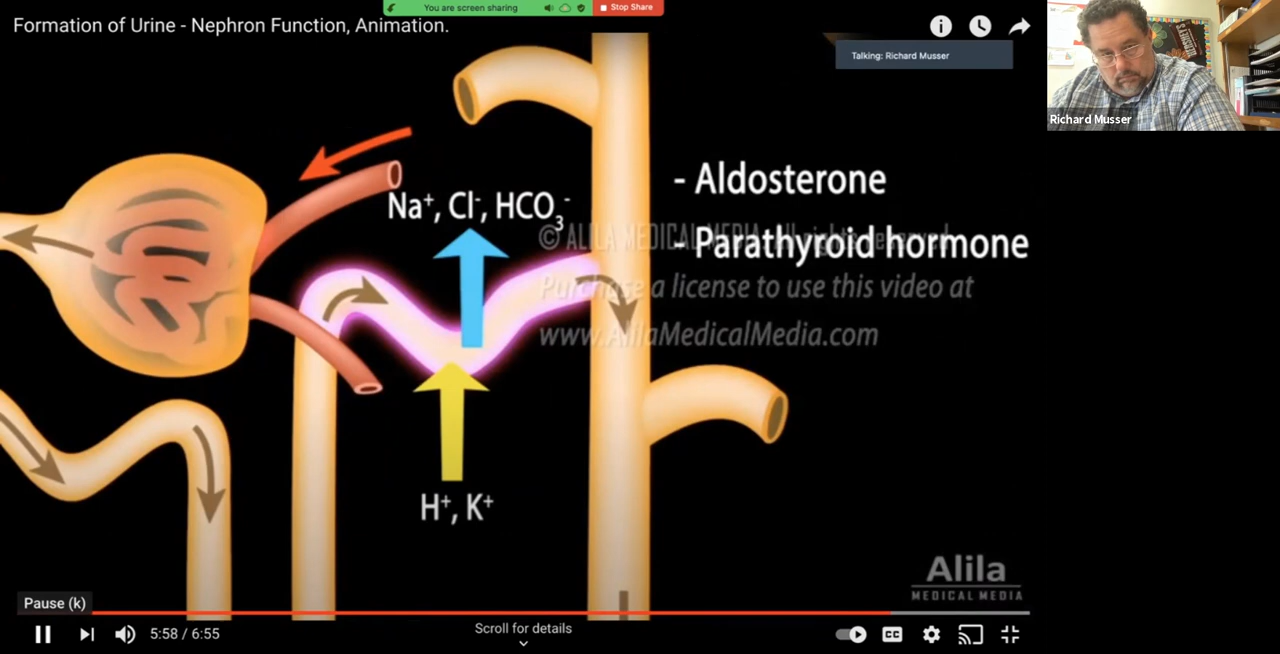 You are screen sharing
Stop Share
Formation of Urine - Nephron Function, Animation.
Talking: Richard Musser
Richard Musser
- Aldosterone
Na⁺, Cl⁻, HCO₃⁻
- Parathyroid hormone
© ALILA MEDICAL MEDIA. All rights reserved.
Purchase a license to use this video at
www.AlilaMedicalMedia.com
H⁺, K⁺
Alila
MEDICAL MEDIA
Pause (k)
5:58 / 6:55
Scroll for details
CC